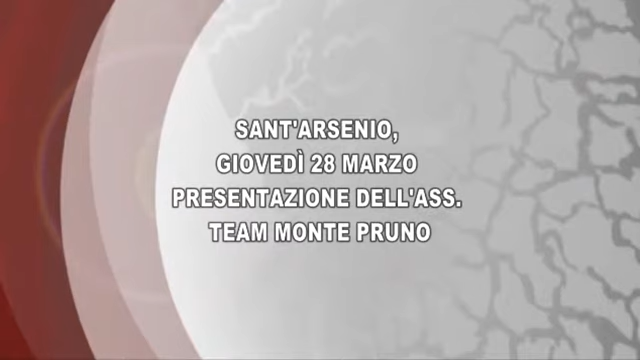 SANT'ARSENIO,
GIOVEDÌ 28 MARZO
PRESENTAZIONE DELL'ASS.
TEAM MONTE PRUNO